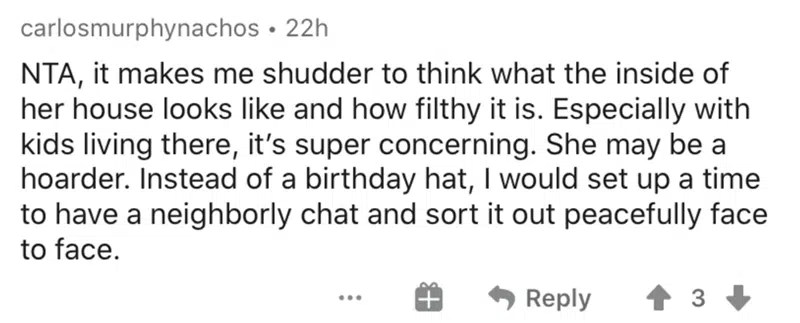 carlosmurphynachos • 22h
NTA, it makes me shudder to think what the inside of
her house looks like and how filthy it is. Especially with
kids living there, it’s super concerning. She may be a
hoarder. Instead of a birthday hat, I would set up a time
to have a neighborly chat and sort it out peacefully face
to face.
... Reply 3